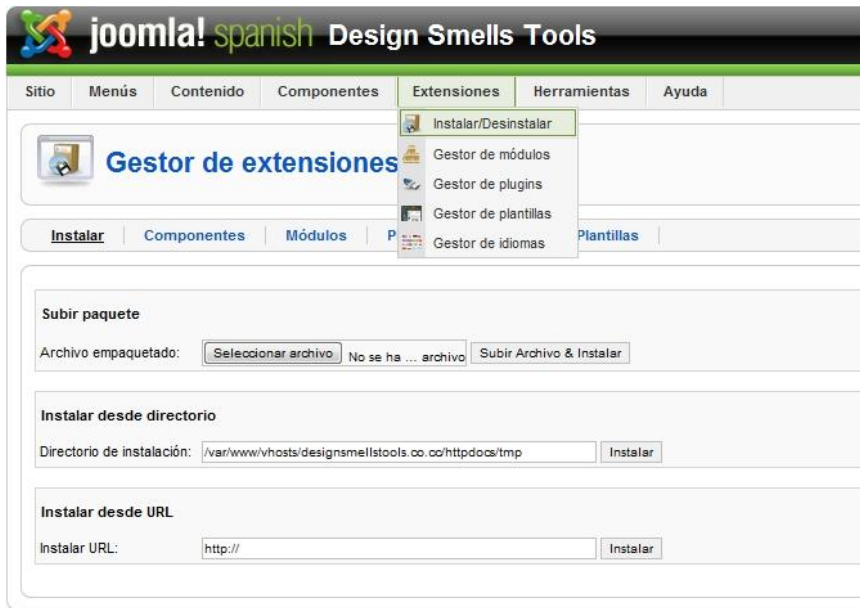 joomla! spanish Design Smells Tools
Sitio Menús Contenido Componentes Extensiones Herramientas Ayuda
Instalar/Desinstalar
Gestor de módulos
Gestor de plugins
Gestor de plantillas
Gestor de idiomas
Gestor de extensiones
Instalar Componentes Módulos P Plantillas
Subir paquete
Archivo empaquetado: Seleccionar archivo No se ha ... archivo Subir Archivo & Instalar
Instalar desde directorio
Directorio de instalación: /var/www/vhosts/designsmellstools.co.cc/httpdocs/tmp Instalar
Instalar desde URL
Instalar URL: http:// Instalar